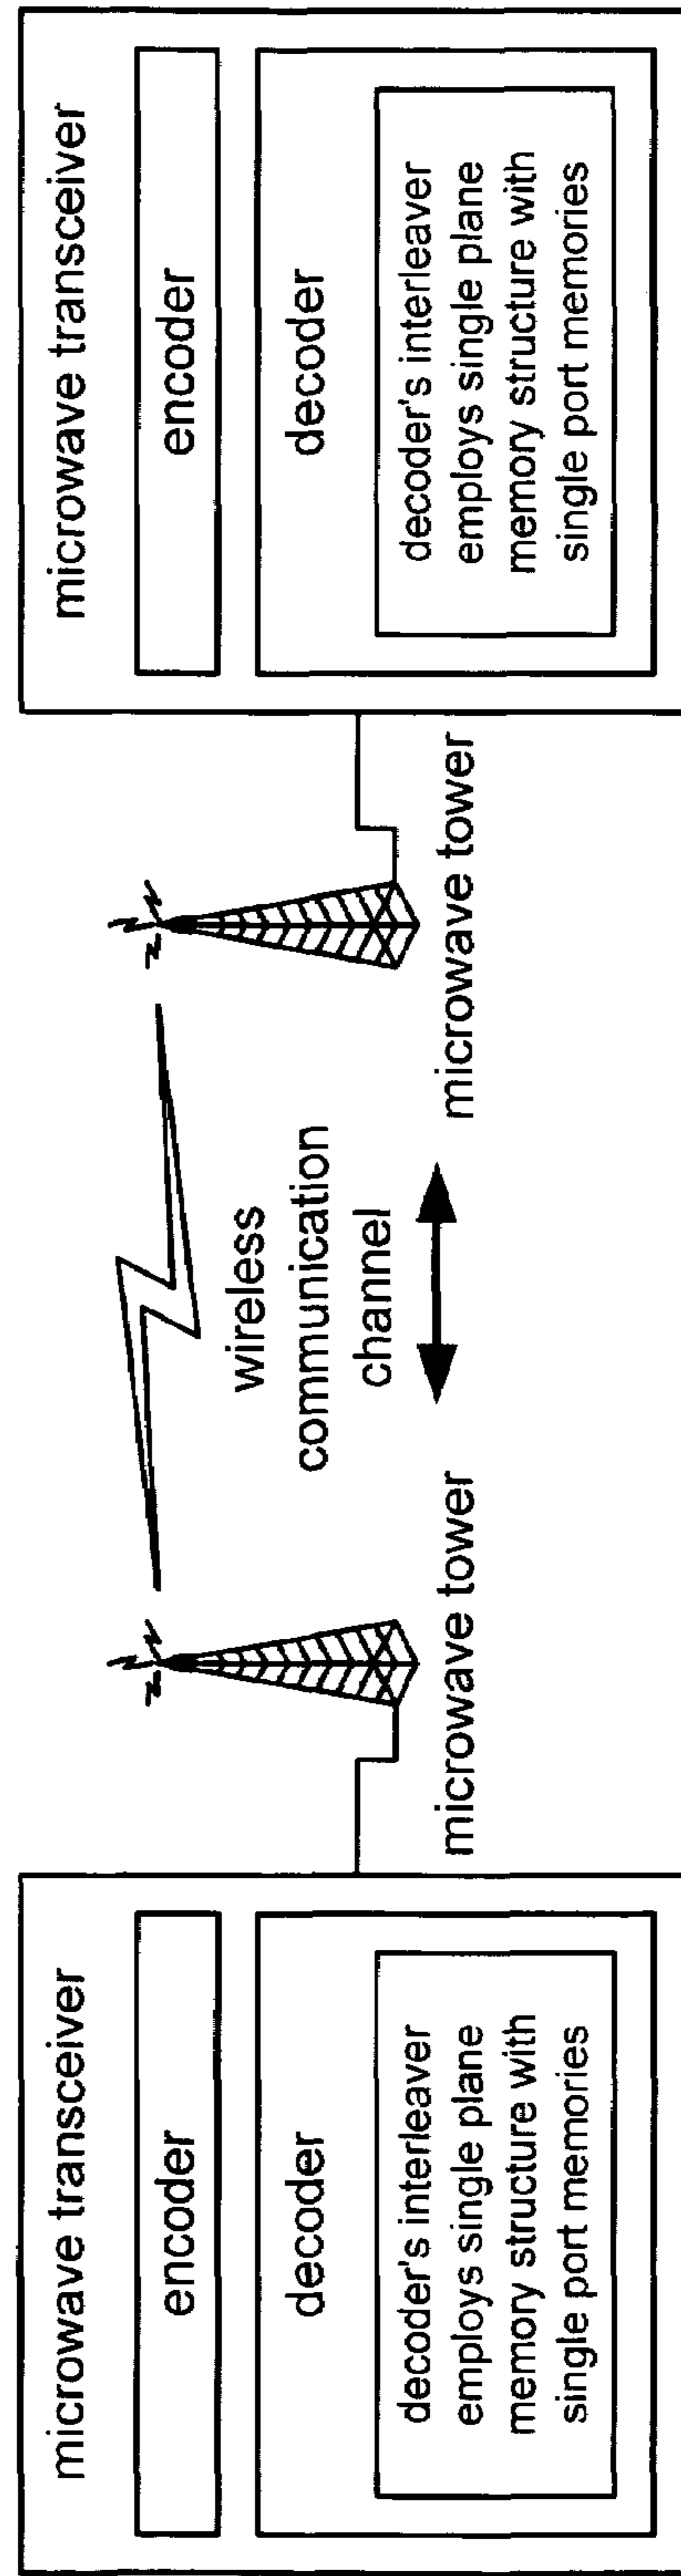 microwave transceiver
encoder
decoder
decoder's interleaver
employs single plane
memory structure with
single port memories
microwave tower
wireless
communication
channel
microwave tower
microwave transceiver
encoder
decoder
decoder's interleaver
employs single plane
memory structure with
single port memories